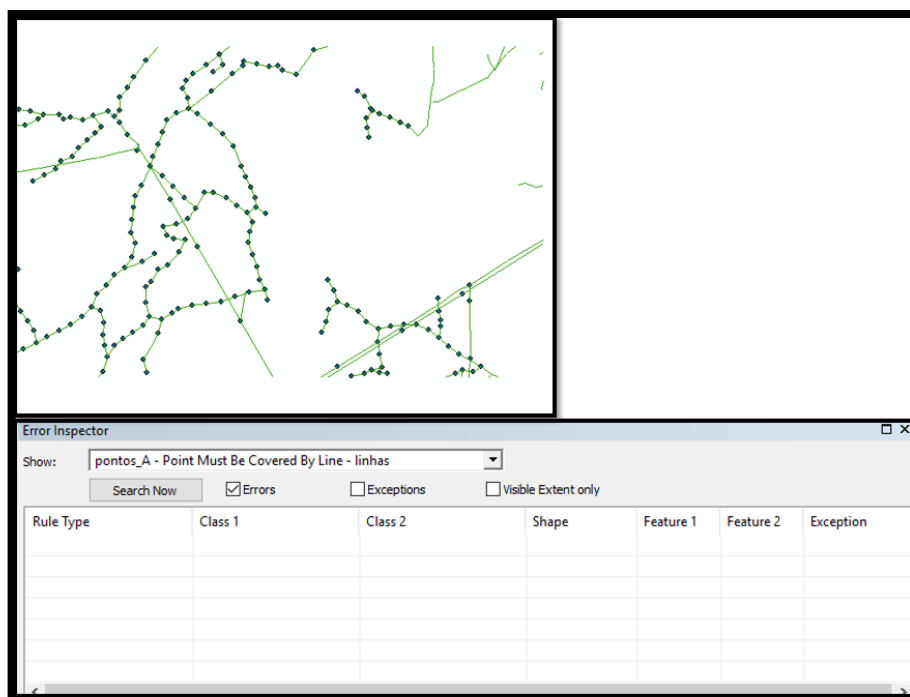 Error Inspector
Show: pontos_A - Point Must Be Covered By Line - linhas
Search Now Errors Exceptions Visible Extent only
Rule Type Class 1 Class 2 Shape Feature 1 Feature 2 Exception